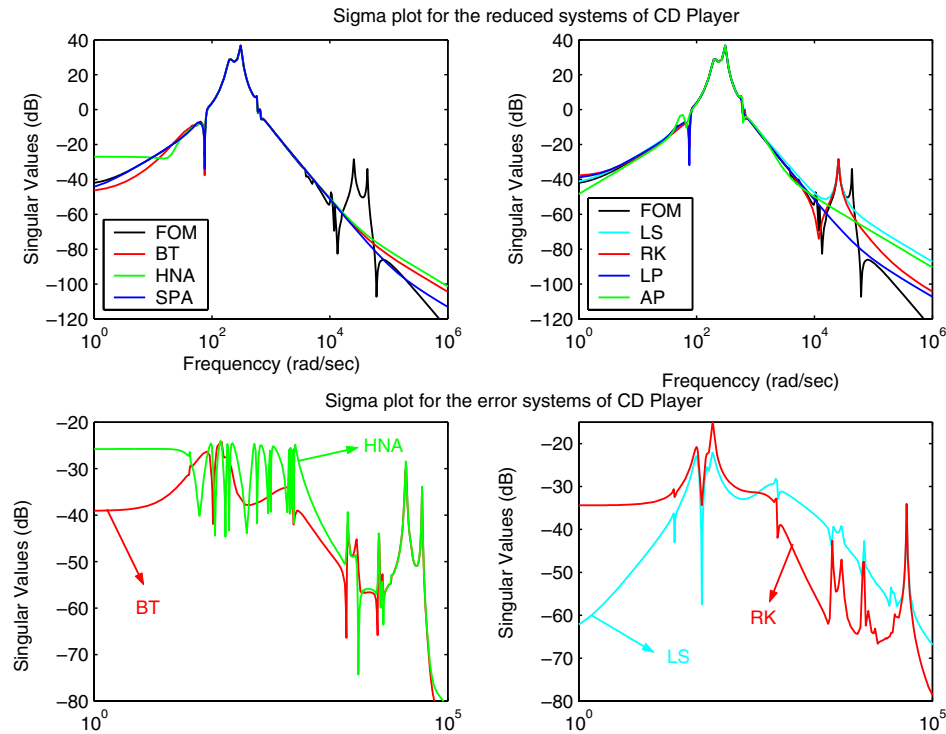 Sigma plot for the reduced systems of CD Player
Singular Values (dB)
40
20
0
−20
−40
−60
−80
−100
−120
FOM
BT
HNA
SPA
10^0
10^2
10^4
10^6
Frequenccy (rad/sec)
Singular Values (dB)
40
20
0
−20
−40
−60
−80
−100
−120
FOM
LS
RK
LP
AP
10^0
10^2
10^4
10^6
Frequenccy (rad/sec)
Sigma plot for the error systems of CD Player
Singular Values (dB)
−20
−30
−40
−50
−60
−70
−80
HNA
BT
10^0
10^5
Singular Values (dB)
−20
−30
−40
−50
−60
−70
−80
RK
LS
10^0
10^5